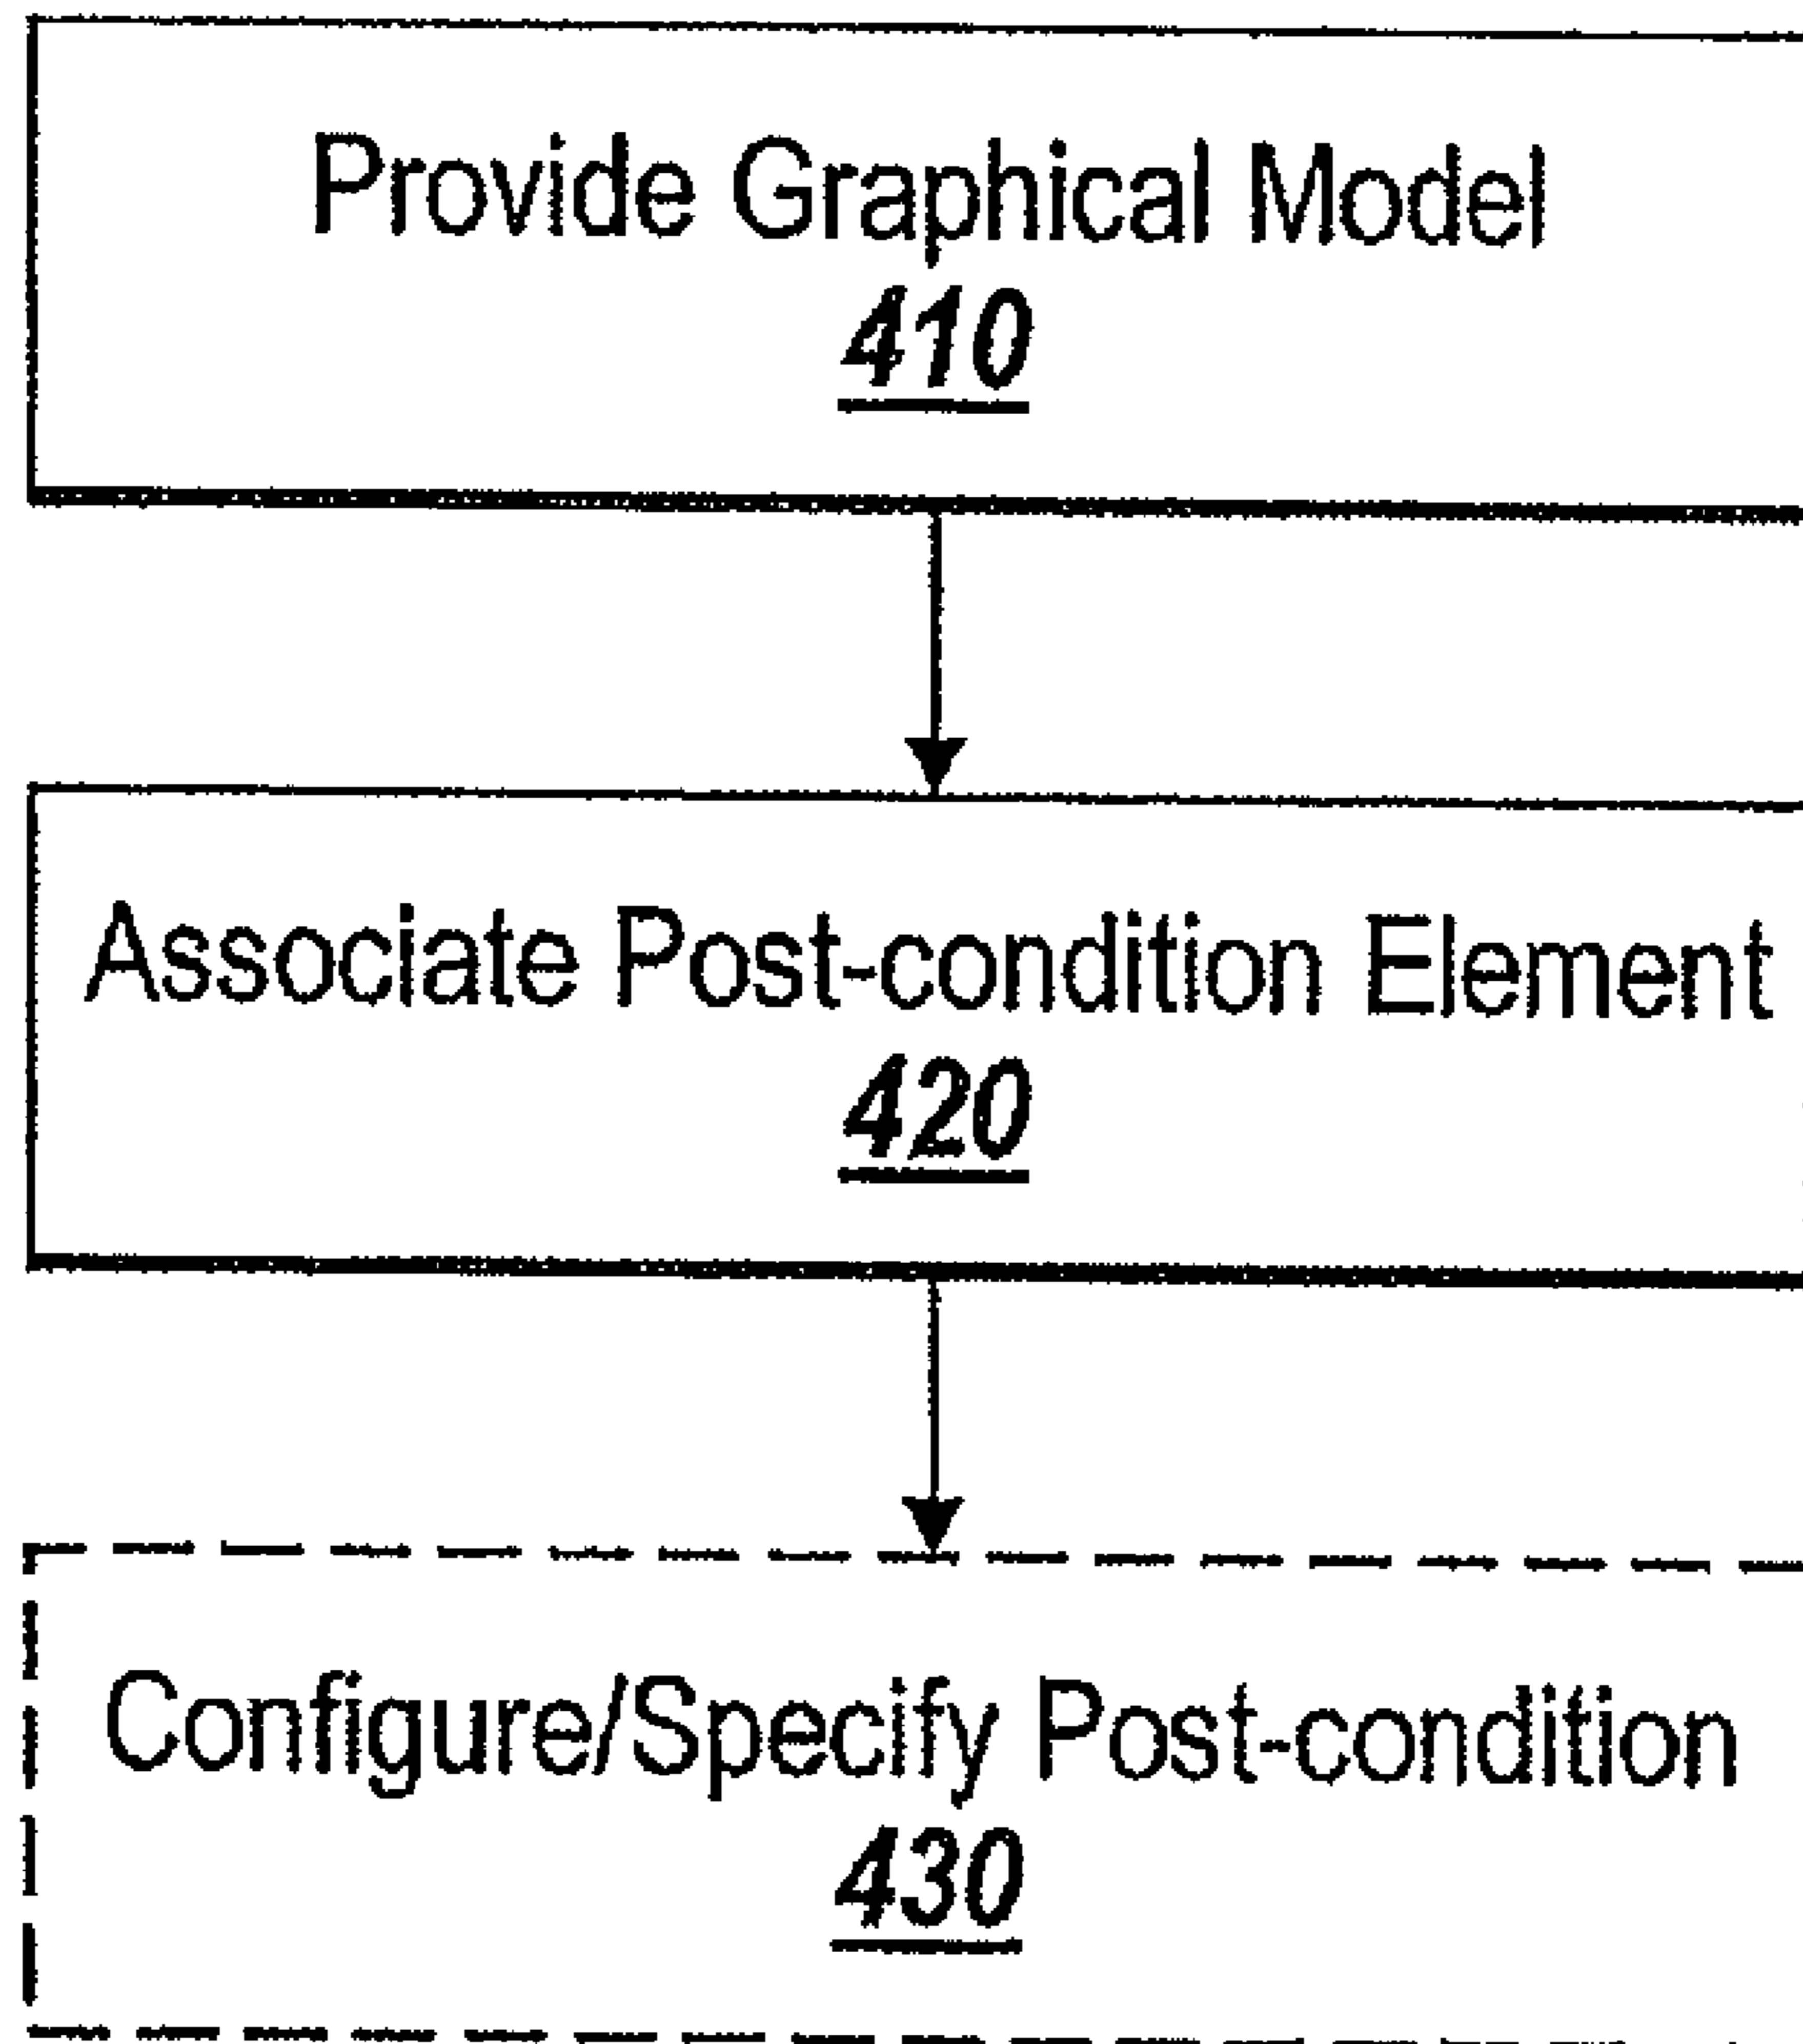 Provide Graphical Model
410
Associate Post-condition Element
420
Configure/Specify Post-condition
430